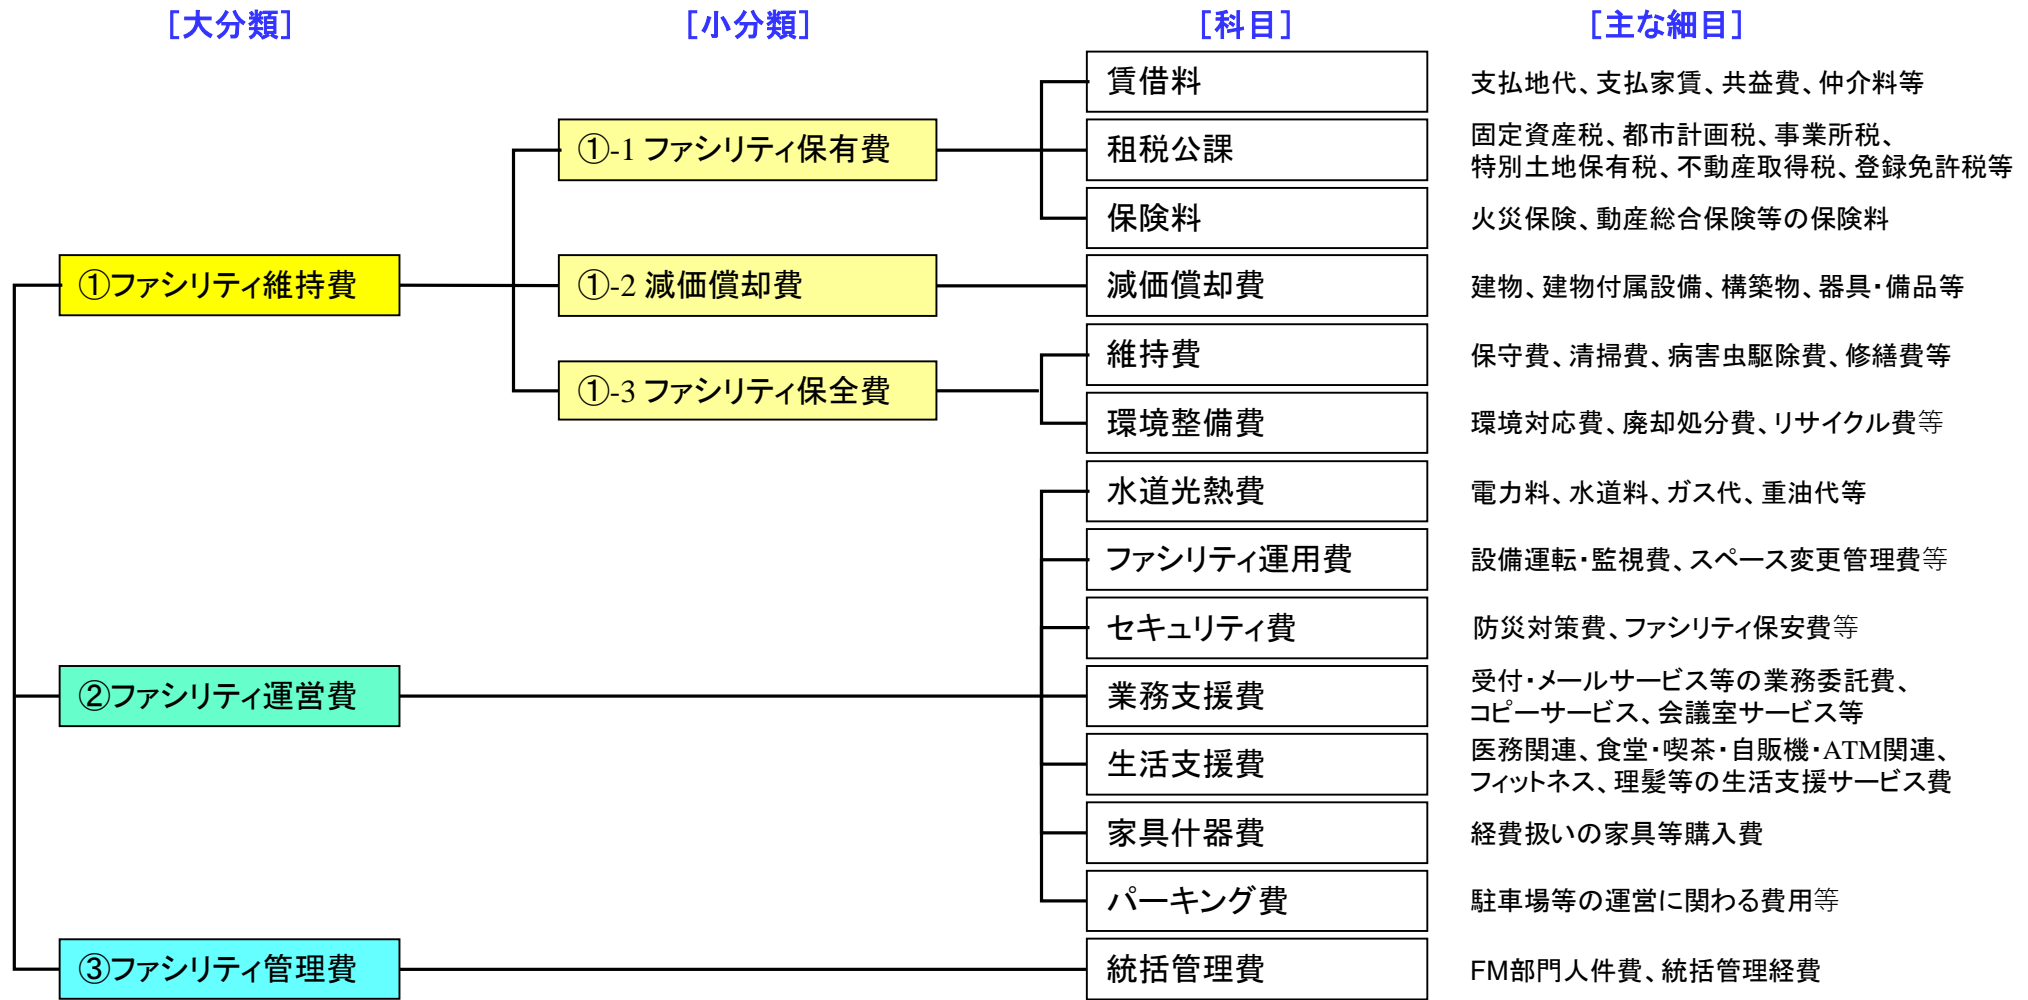 ［大分類］
［小分類］
［科目］
［主な細目］
賃借料
支払地代、支払家賃、共益費、仲介料等
①-1 ファシリティ保有費
租税公課
固定資産税、都市計画税、事業所税、
特別土地保有税、不動産取得税、登録免許税等
保険料
火災保険、動産総合保険等の保険料
①ファシリティ維持費
①-2 減価償却費
減価償却費
建物、建物付属設備、構築物、器具・備品等
①-3 ファシリティ保全費
維持費
保守費、清掃費、病害虫駆除費、修繕費等
環境整備費
環境対応費、廃却処分費、リサイクル費等
水道光熱費
電力料、水道料、ガス代、重油代等
ファシリティ運用費
設備運転・監視費、スペース変更管理費等
セキュリティ費
防災対策費、ファシリティ保安費等
②ファシリティ運営費
業務支援費
受付・メールサービス等の業務委託費、
コピーサービス、会議室サービス等
生活支援費
医務関連、食堂・喫茶・自販機・ATM関連、
フィットネス、理髪等の生活支援サービス費
家具什器費
経費扱いの家具等購入費
パーキング費
駐車場等の運営に関わる費用等
③ファシリティ管理費
統括管理費
FM部門人件費、統括管理経費